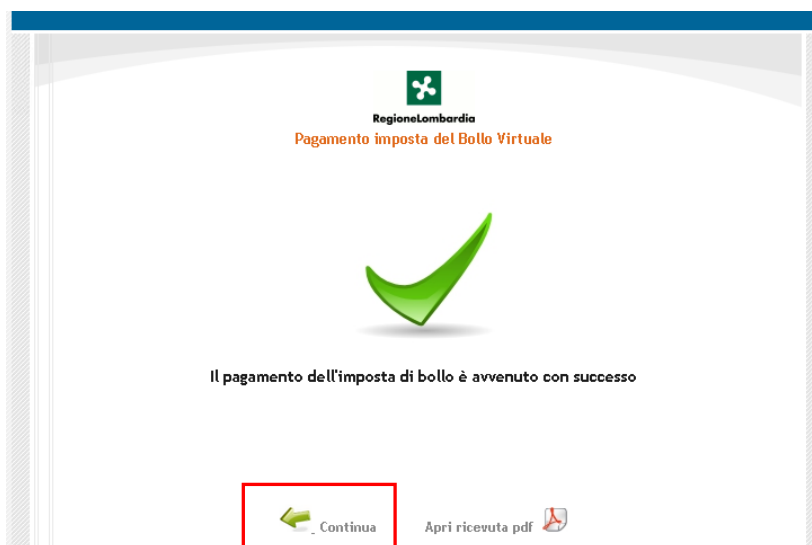 RegioneLombardia
Pagamento imposta del Bollo Virtuale
Il pagamento dell'imposta di bollo è avvenuto con successo
Continua Apri ricevuta pdf